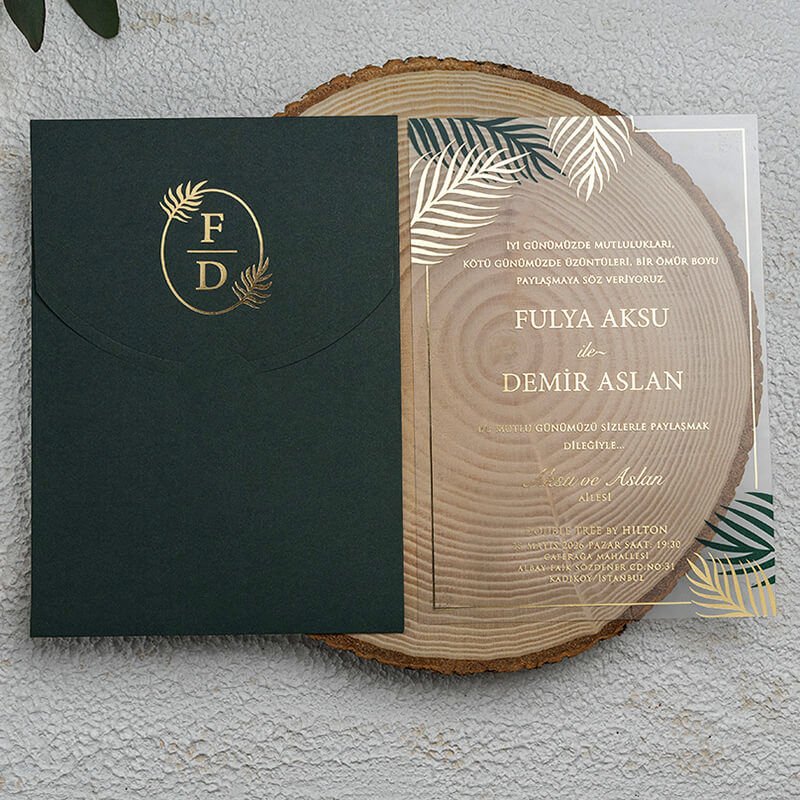 F
D
İYİ GÜNÜMÜZDE MUTLULUKLARI,
KÖTÜ GÜNÜMÜZDE ÜZÜNTÜLERİ, BİR ÖMÜR BOYU
PAYLAŞMAYA SÖZ VERİYORUZ.
FULYA AKSU
ile
DEMİR ASLAN
MUTLU GÜNÜMÜZÜ SİZLERLE PAYLAŞMAK
DİLEĞİYLE...
Aksu ve Aslan
AİLESİ
DOUBLE TREE BY HILTON
MAYIS 2026 PAZAR SAAT: 19:30
CAFERAĞA MAHALLESİ
ALBAY FAİK SÖZDENER CD.NO:31
KADIKÖY/İSTANBUL